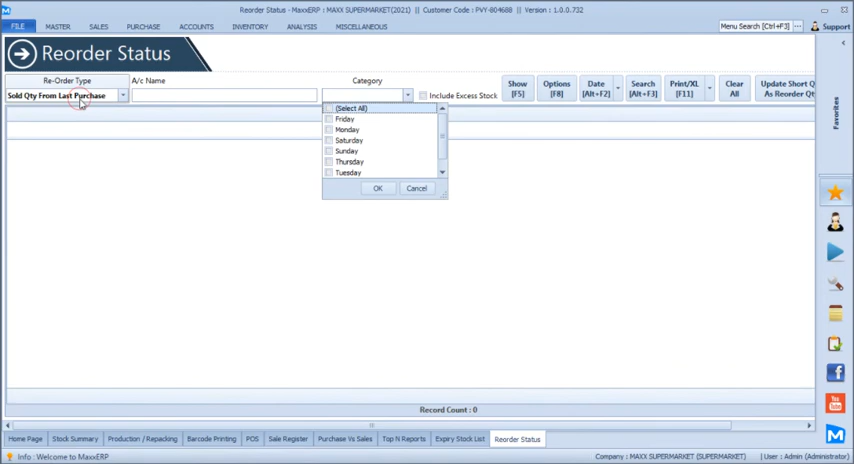 Reorder Status - MaxxERP : MAXX SUPERMARKET(2021) || Customer Code : PVY-804688 || Version : 1.0.0.732
FILE MASTER SALES PURCHASE ACCOUNTS INVENTORY ANALYSIS MISCELLANEOUS Menu Search [Ctrl+F3] ... Support
Reorder Status
Re-Order Type A/c Name Category
Sold Qty From Last Purchase Include Excess Stock
Show [F5]
Options [F8]
Date [Alt+F2]
Search [Alt+F3]
Print/XL [F11]
Clear All
Update Short Q
As Reorder Qt
(Select All)
Friday
Monday
Saturday
Sunday
Thursday
Tuesday
OK Cancel
Favorites
You Tube
Record Count : 0
Home Page Stock Summary Production / Repacking Barcode Printing POS Sale Register Purchase Vs Sales Top N Reports Expiry Stock List Reorder Status
Info : Welcome to MaxxERP Company : MAXX SUPERMARKET (SUPERMARKET) User : Admin (Administrator)